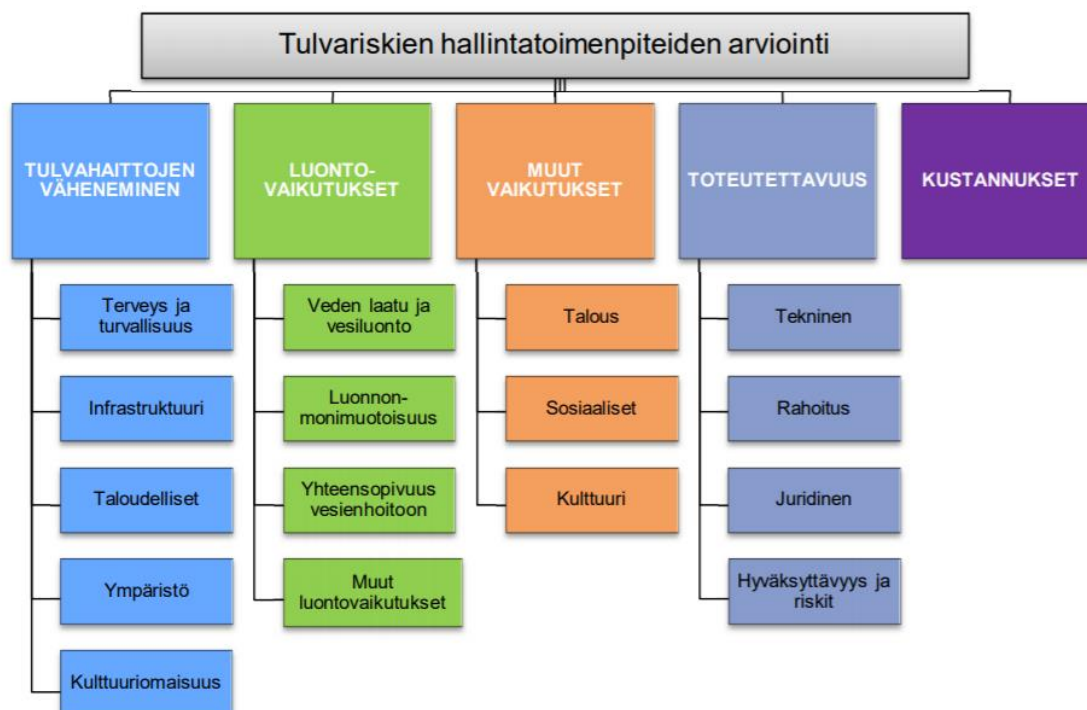 Tulvariskien hallintatoimenpiteiden arviointi
TULVAHAITTOJEN
VÄHENEMINEN
Terveys ja
turvallisuus
Infrastruktuuri
Taloudelliset
Ympäristö
Kulttuuriomaisuus
LUONTO-
VAIKUTUKSET
Veden laatu ja
vesiluonto
Luonnon-
monimuotoisuus
Yhteensopivuus
vesienhoitoon
Muut
luontovaikutukset
MUUT
VAIKUTUKSET
Talous
Sosiaaliset
Kulttuuri
TOTEUTETTAVUUS
Tekninen
Rahoitus
Juridinen
Hyväksyttävyys ja
riskit
KUSTANNUKSET